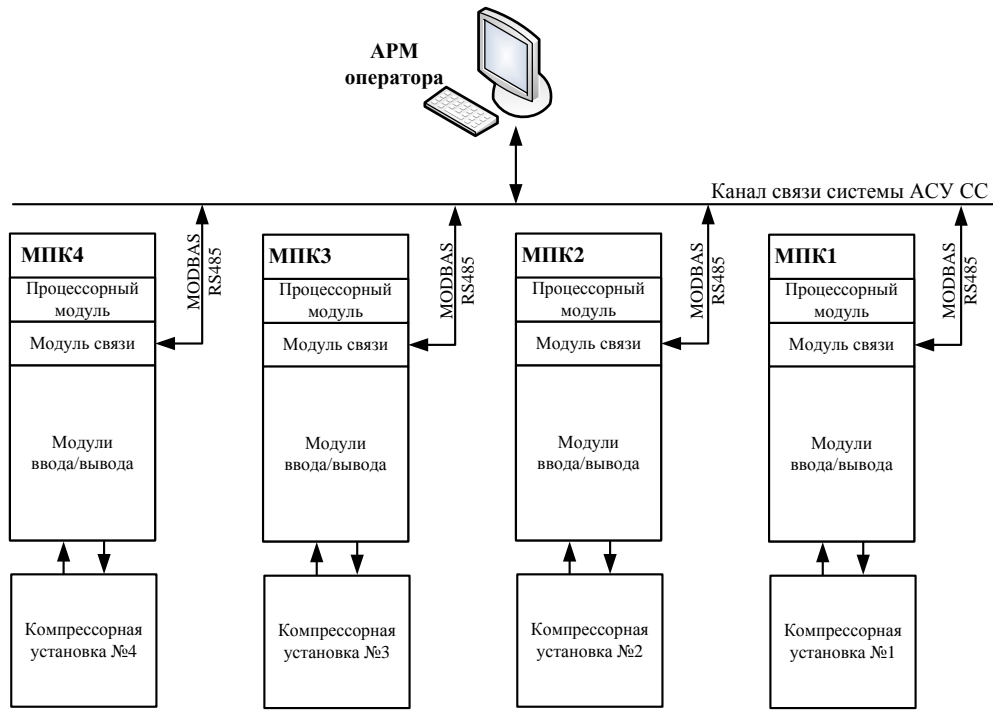 АРМ
оператора
Канал связи системы АСУ СС
МПК4
Процессорный
модуль
Модуль связи
Модули
ввода/вывода
MODBAS
RS485
Компрессорная
установка №4
МПК3
Процессорный
модуль
Модуль связи
Модули
ввода/вывода
MODBAS
RS485
Компрессорная
установка №3
МПК2
Процессорный
модуль
Модуль связи
Модули
ввода/вывода
MODBAS
RS485
Компрессорная
установка №2
МПК1
Процессорный
модуль
Модуль связи
Модули
ввода/вывода
MODBAS
RS485
Компрессорная
установка №1